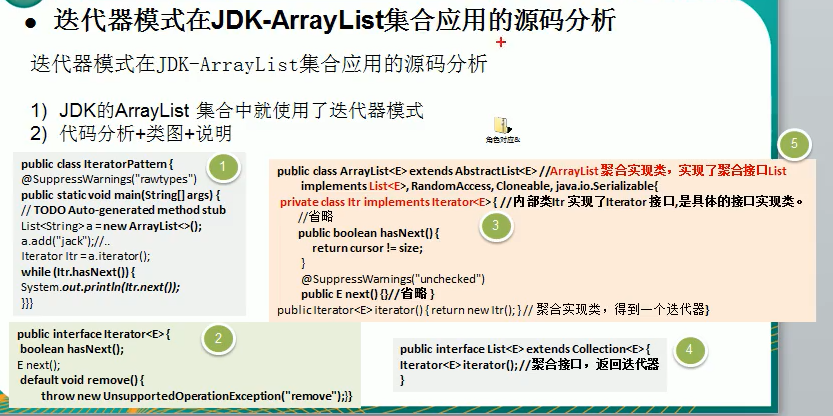 迭代器模式在JDK-ArrayList集合应用的源码分析
迭代器模式在JDK-ArrayList集合应用的源码分析
1) JDK的ArrayList 集合中就使用了迭代器模式
2) 代码分析+类图+说明
角色对应&
1
public class IteratorPattem {
@SuppressWarnings("rawtypes")
public static void main(String[] args) {
// TODO Auto-generated method stub
List<String> a = new ArrayList<>();
a.add("jack");//..
Iterator Itr = a.iterator();
while (Itr.hasNext()) {
System.out.println(Itr.next());
}}}
5
public class ArrayList<E> extends AbstractList<E> //ArrayList 聚合实现类，实现了聚合接口List
implements List<E>, RandomAccess, Cloneable, java.io.Serializable{
private class Itr implements Iterator<E> { //内部类Itr 实现了Iterator 接口,是具体的接口实现类。
//省略
3
public boolean hasNext() {
return cursor != size;
}
@SuppressWarnings("unchecked")
public E next() {}//省略 }
public Iterator<E> iterator() { return new Itr(); } // 聚合实现类，得到一个迭代器}
2
public interface Iterator<E> {
boolean hasNext();
E next();
default void remove() {
throw new UnsupportedOperationException("remove");}}
4
public interface List<E> extends Collection<E> {
Iterator<E> iterator(); //聚合接口，返回迭代器
}